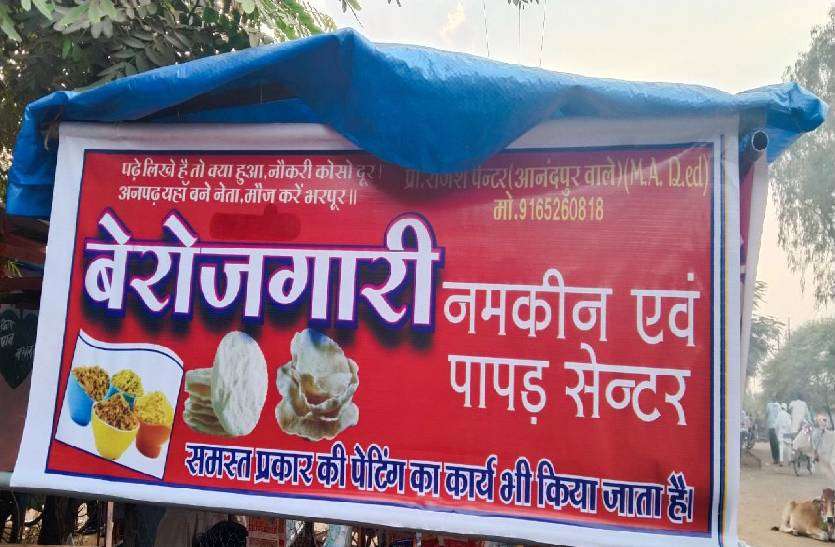 पढ़े लिखे है तो क्या हुआ,नौकरी कोसो दूर।
अनपढ़ यहाँ बने नेता,मौज करें भरपूर॥
प्रो.राजेश पेन्टर(आनंदपुर वाले)(M.A. D.ed)
मो.9165260818
बेरोजगारी
नमकीन एवं
पापड़ सेन्टर
समस्त प्रकार की पेटिंग का कार्य भी किया जाता है।